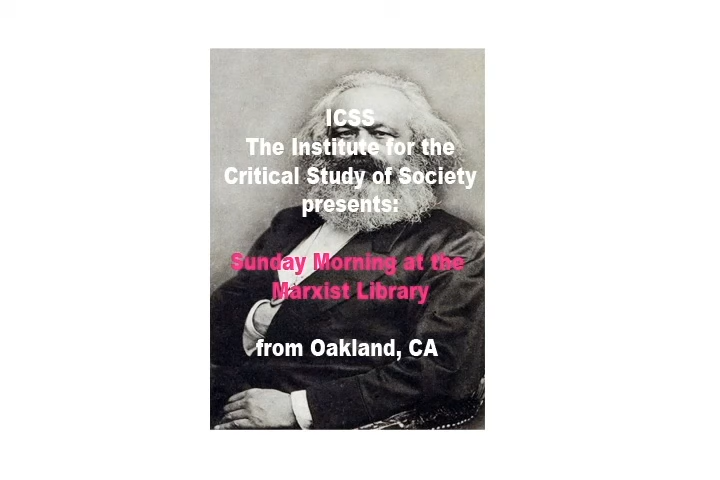 ICSS
The Institute for the
Critical Study of Society
presents:
Sunday Morning at the
Marxist Library
from Oakland, CA